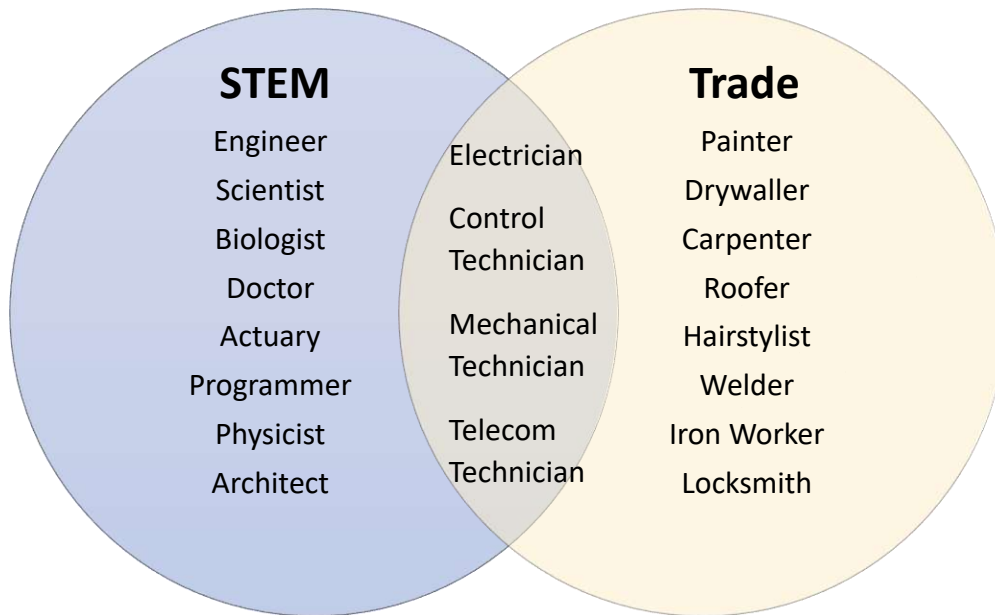 STEM
Engineer
Scientist
Biologist
Doctor
Actuary
Programmer
Physicist
Architect
Electrician
Control
Technician
Mechanical
Technician
Telecom
Technician
Trade
Painter
Drywaller
Carpenter
Roofer
Hairstylist
Welder
Iron Worker
Locksmith